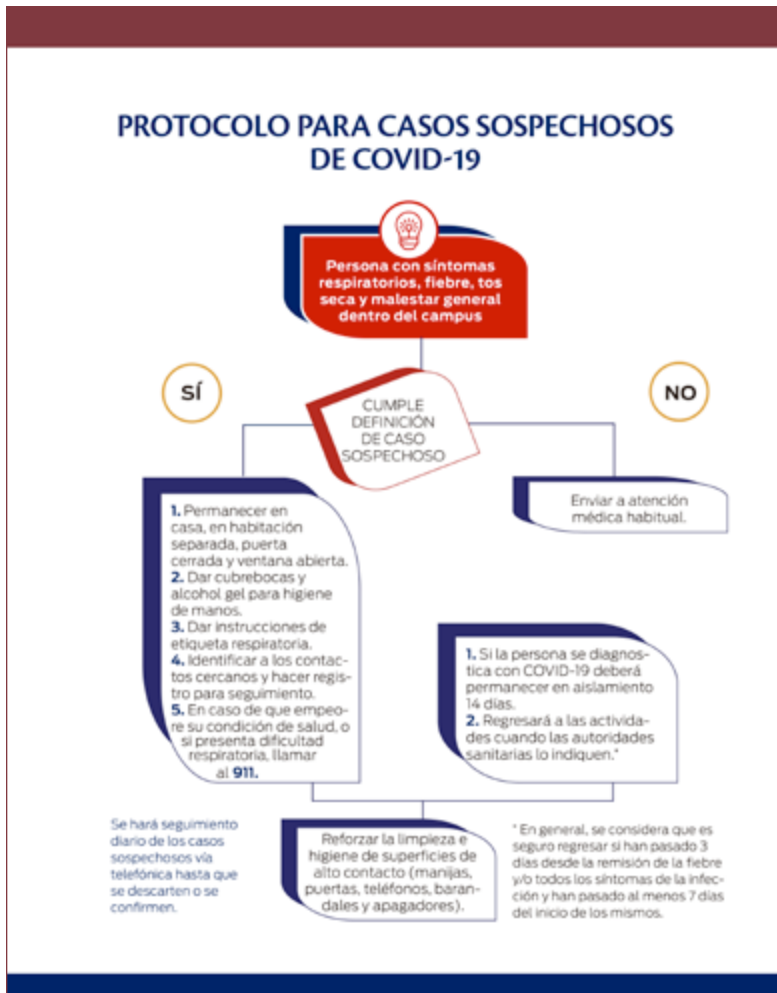 PROTOCOLO PARA CASOS SOSPECHOSOS
DE COVID-19
Persona con síntomas
respiratorios, fiebre, tos
seca y malestar general
dentro del campus
SÍ
NO
CUMPLE
DEFINICIÓN
DE CASO
SOSPECHOSO
1. Permanecer en
casa, en habitación
separada, puerta
cerrada y ventana abierta.
2. Dar cubrebocas y
alcohol gel para higiene
de manos.
3. Dar instrucciones de
etiqueta respiratoria.
4. Identificar a los contac-
tos cercanos y hacer regis-
tro para seguimiento.
5. En caso de que empeo-
re su condición de salud, o
si presenta dificultad
respiratoria, llamar
al 911.
Enviar a atención
médica habitual.
1. Si la persona se diagnos-
tica con COVID-19 deberá
permanecer en aislamiento
14 días.
2. Regresará a las activida-
des cuando las autoridades
sanitarias lo indiquen.*
Se hará seguimiento
diario de los casos
sospechosos vía
telefónica hasta que
se descarten o se
confirmen.
Reforzar la limpieza e
higiene de superficies de
alto contacto (manijas,
puertas, teléfonos, baran-
dales y apagadores).
* En general, se considera que es
seguro regresar si han pasado 3
días desde la remisión de la fiebre
y/o todos los síntomas de la infec-
ción y han pasado al menos 7 días
del inicio de los mismos.